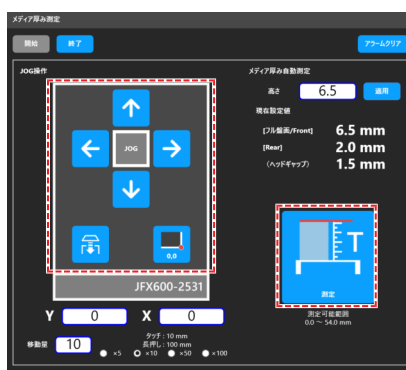 メディア厚み測定
開始
終了
アラームクリア
JOG操作
JOG
0,0
JFX600-2531
Y
0
X
0
移動量
10
タッチ : 10 mm
長押し : 100 mm
×5
×10
×50
×100
メディア厚み自動測定
高さ
6.5
適用
現在設定値
[フル盤面/Front]
6.5 mm
[Rear]
2.0 mm
(ヘッドギャップ)
1.5 mm
T
測定
測定可能範囲
0.0 ~ 54.0 mm